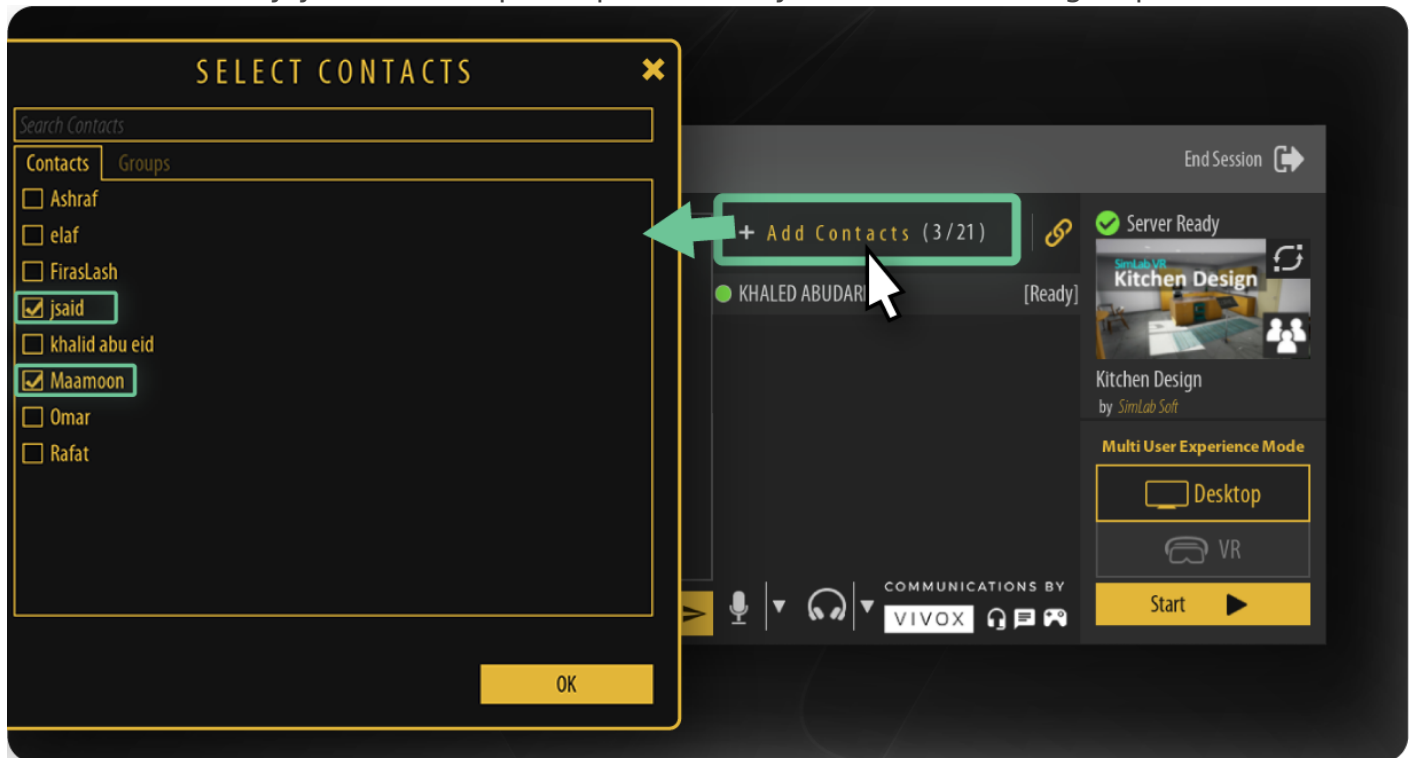 SELECT CONTACTS
Search Contacts
Contacts Groups
Ashraf
elaf
FirasLash
jsaid
khalid abu eid
Maamoon
Omar
Rafat
OK
End Session
+ Add Contacts (3/21)
KHALED [Ready]
COMMUNICATIONS BY
VIVOX
Server Ready
SimLab VR
Kitchen Design
Kitchen Design
by SimLab Soft
Multi User Experience Mode
Desktop
VR
Start